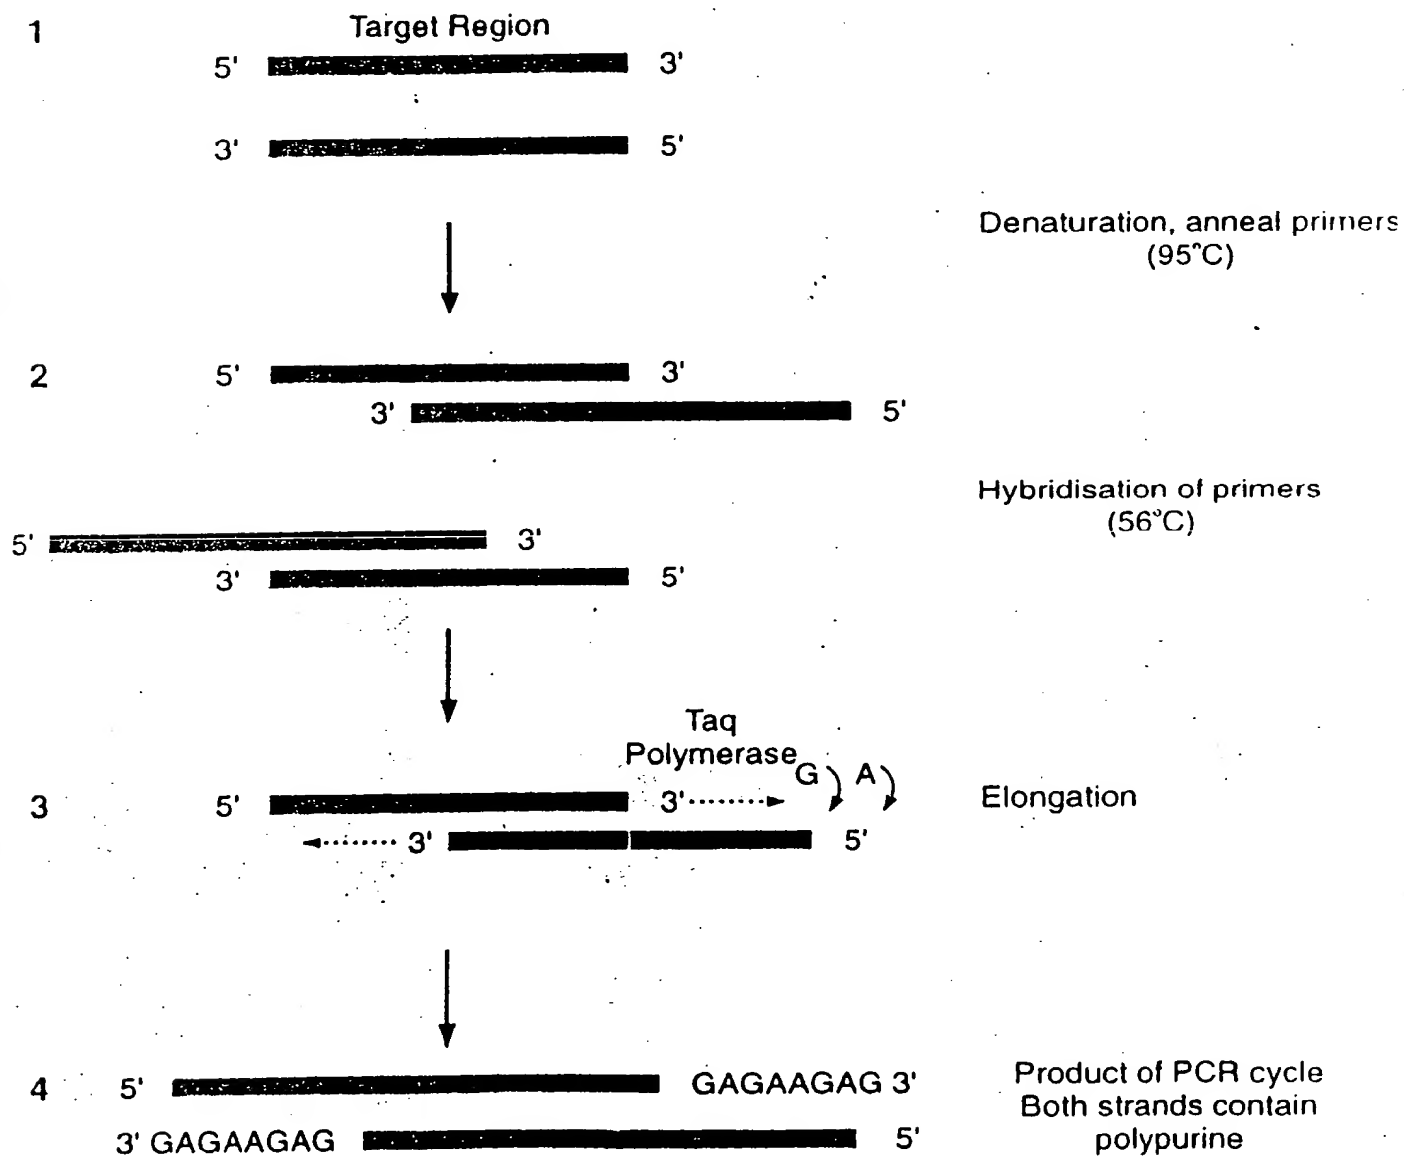 1
Target Region
5' 3'
3' 5'
Denaturation, anneal primers
(95°C)
2
5' 3'
3' 5'
Hybridisation of primers
(56°C)
5' 3'
3' 5'
Taq
Polymerase
G A
3
5' 3'
Elongation
3' 5'
4
5' GAGAAGAG 3'
3' GAGAAGAG 5'
Product of PCR cycle
Both strands contain
polypurine